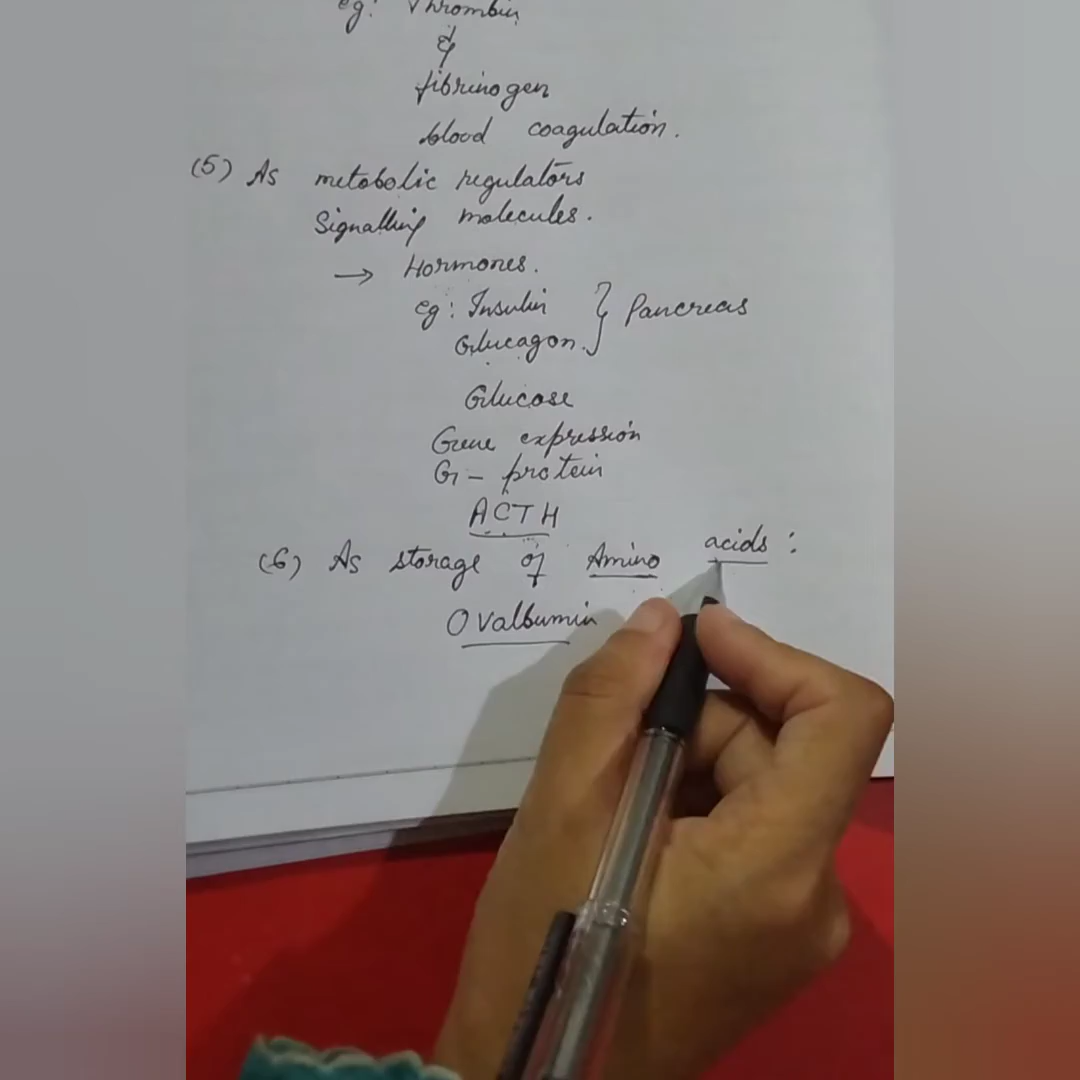 eg: Thrombin
&
fibrinogen
blood coagulation.
(5) As metabolic regulators
Signalling molecules.
→ Hormones.
eg: Insulin } Pancreas
Glucagon.
Glucose
Gene expression
G - protein
ACTH
(6) As storage of Amino acids:
Ovalbumin